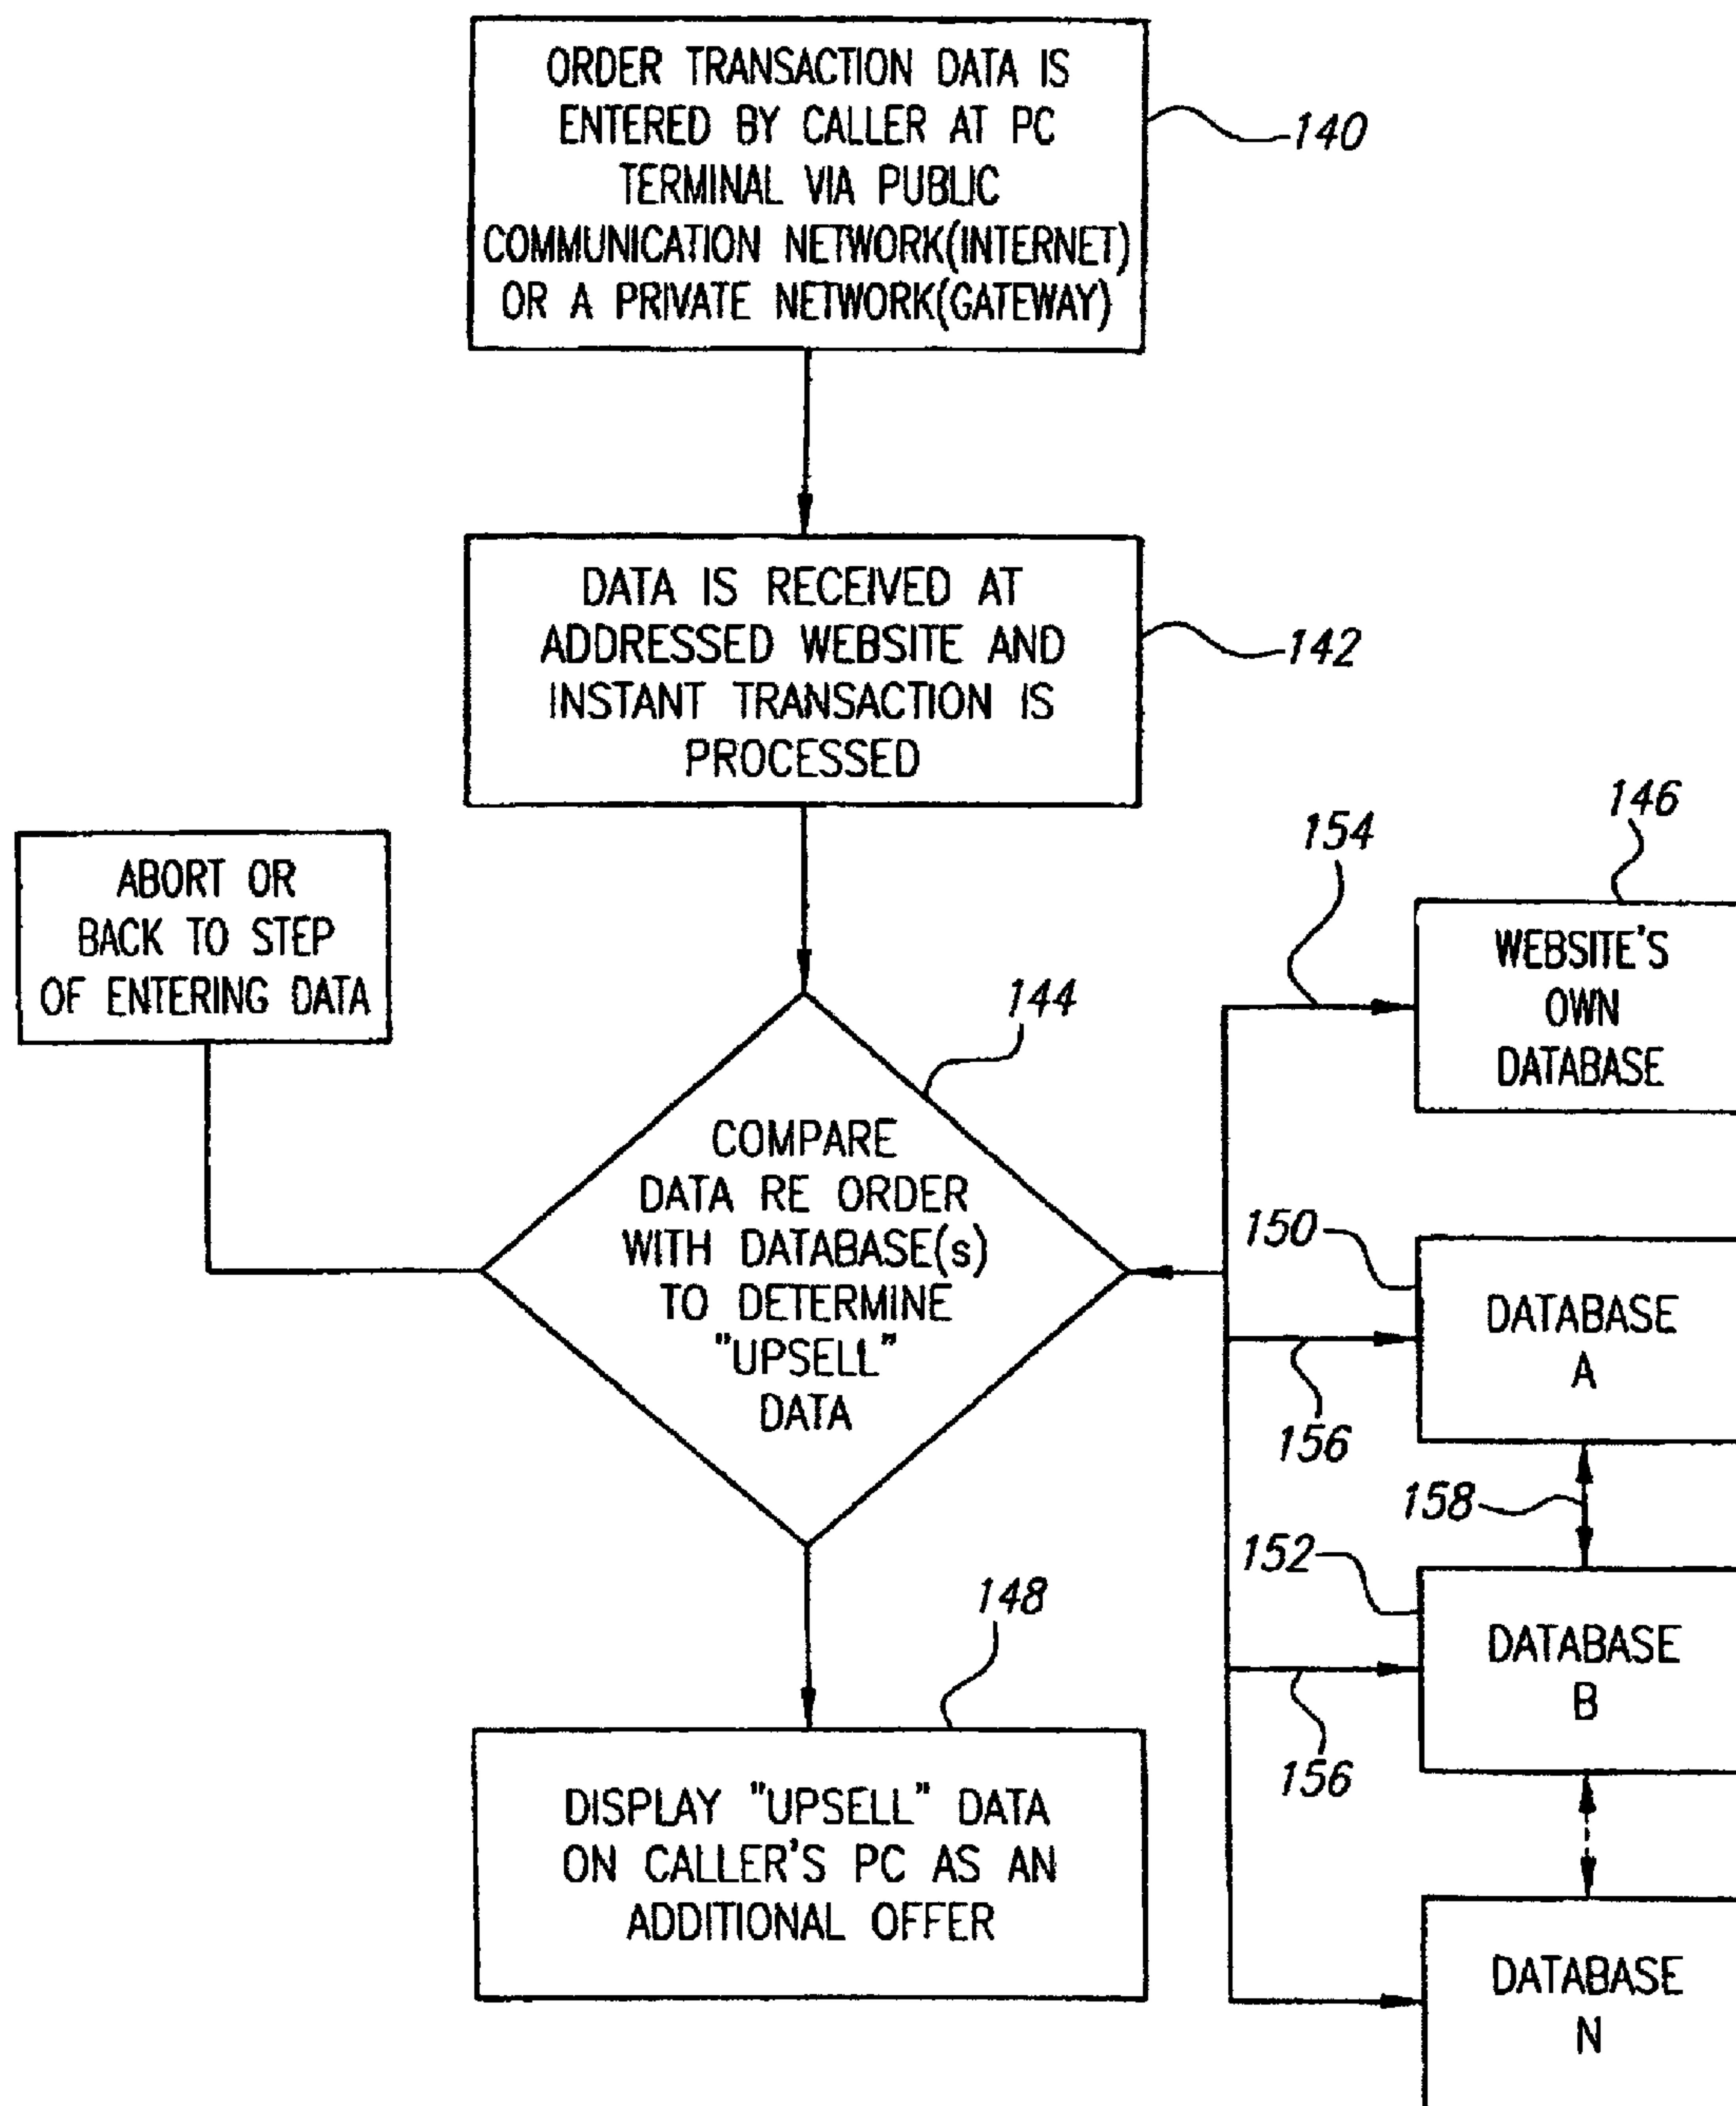 ORDER TRANSACTION DATA IS
ENTERED BY CALLER AT PC
TERMINAL VIA PUBLIC
COMMUNICATION NETWORK(INTERNET)
OR A PRIVATE NETWORK(GATEWAY)
140
DATA IS RECEIVED AT
ADDRESSED WEBSITE AND
INSTANT TRANSACTION IS
PROCESSED
142
ABORT OR
BACK TO STEP
OF ENTERING DATA
144
COMPARE
DATA RE ORDER
WITH DATABASE(s)
TO DETERMINE
"UPSELL"
DATA
154
146
WEBSITE'S
OWN
DATABASE
150
DATABASE
A
156
158
152
DATABASE
B
156
148
DISPLAY "UPSELL" DATA
ON CALLER'S PC AS AN
ADDITIONAL OFFER
DATABASE
N